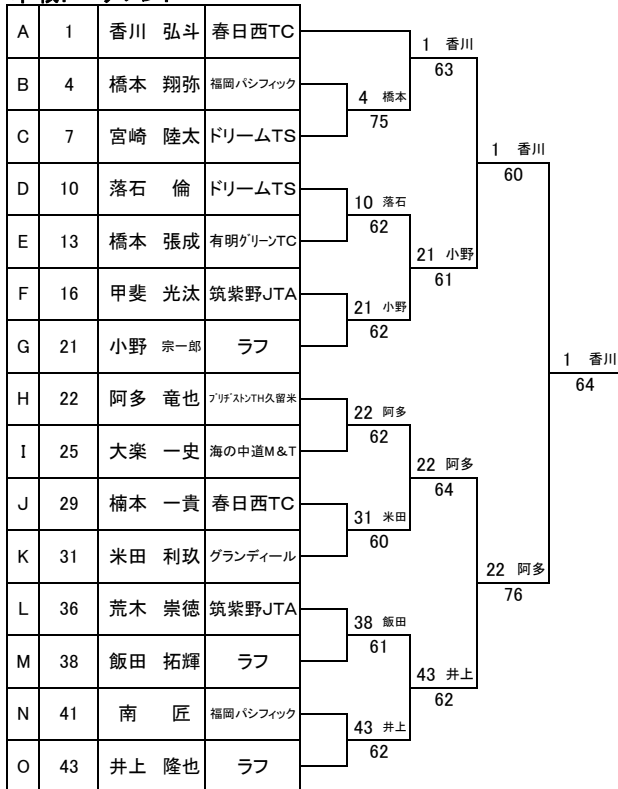 A 1 香川 弘斗 春日西TC
B 4 橋本 翔弥 福岡パシフィック
C 7 宮崎 陸太 ドリームTS
D 10 落石 倫 ドリームTS
E 13 橋本 張成 有明グリーンTC
F 16 甲斐 光汰 筑紫野JTA
G 21 小野 宗一郎 ラフ
H 22 阿多 竜也 ブリヂストンTH久留米
I 25 大楽 一史 海の中道M&T
J 29 楠本 一貴 春日西TC
K 31 米田 利玖 グランディール
L 36 荒木 崇徳 筑紫野JTA
M 38 飯田 拓輝 ラフ
N 41 南 匠 福岡パシフィック
O 43 井上 隆也 ラフ
4 橋本
75
10 落石
62
21 小野
62
22 阿多
62
31 米田
60
38 飯田
61
43 井上
62
1 香川
63
21 小野
61
22 阿多
64
43 井上
62
1 香川
60
22 阿多
76
1 香川
64